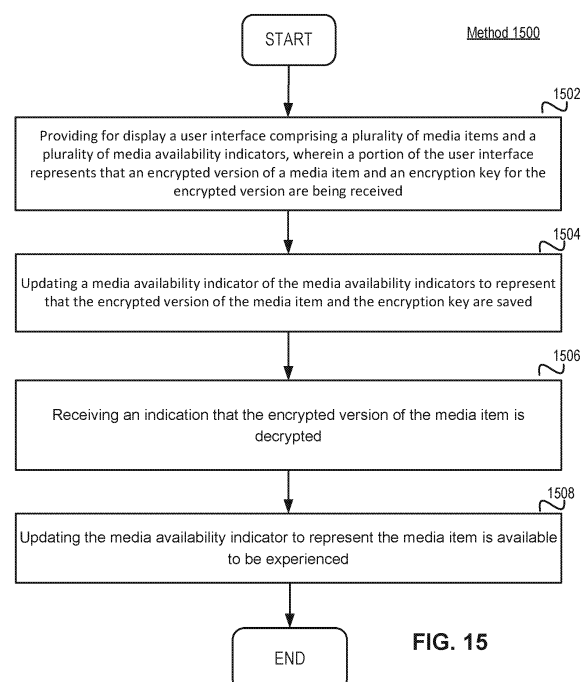 START
Method 1500
1502
Providing for display a user interface comprising a plurality of media items and a
plurality of media availability indicators, wherein a portion of the user interface
represents that an encrypted version of a media item and an encryption key for the
encrypted version are being received
1504
Updating a media availability indicator of the media availability indicators to represent
that the encrypted version of the media item and the encryption key are saved
1506
Receiving an indication that the encrypted version of the media item is
decrypted
1508
Updating the media availability indicator to represent the media item is available
to be experienced
FIG. 15
END